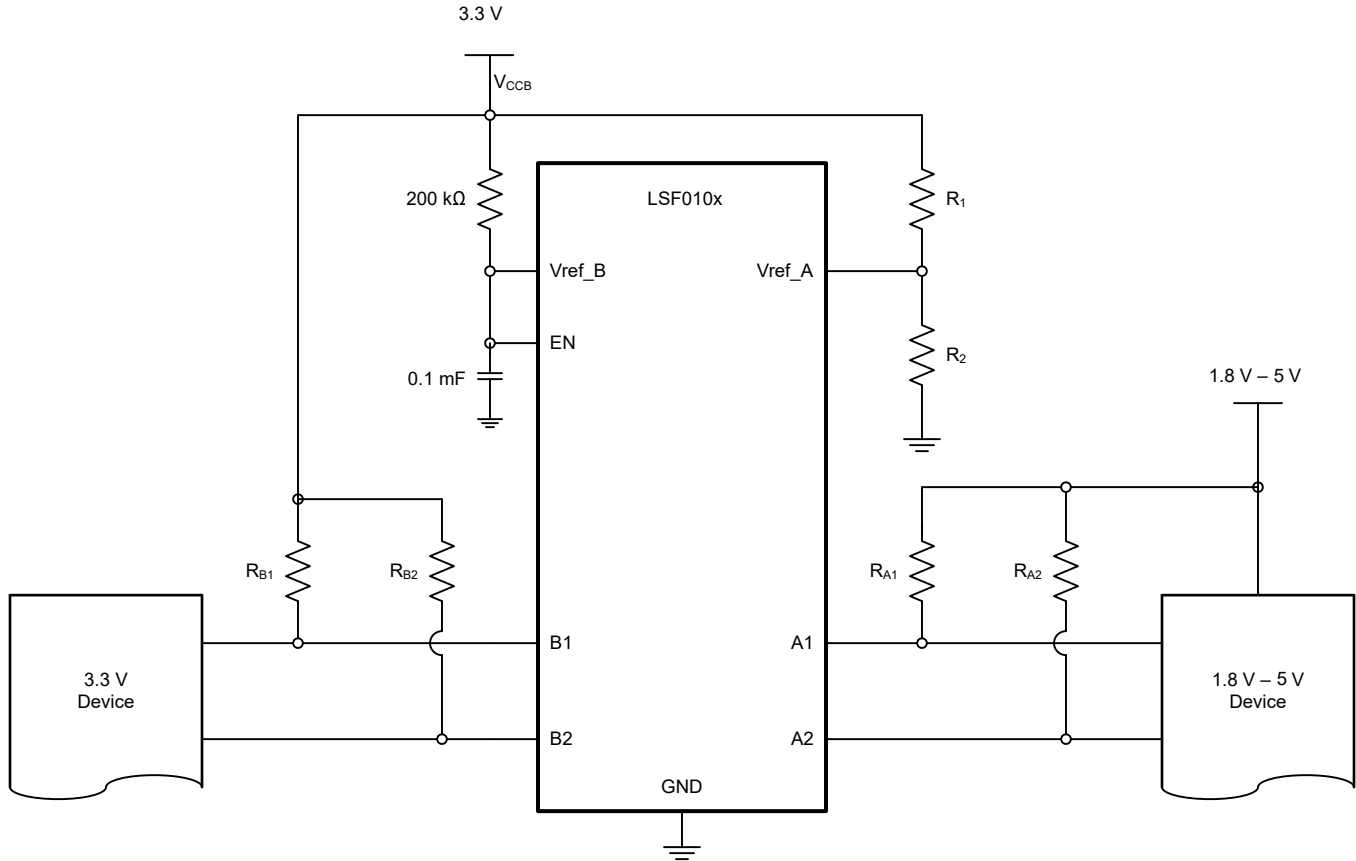 3.3 V
V_CCB
200 kΩ
LSF010x
R_1
Vref_B
Vref_A
EN
R_2
0.1 mF
1.8 V – 5 V
R_B1
R_B2
R_A1
R_A2
B1
A1
3.3 V
Device
1.8 V – 5 V
Device
B2
A2
GND